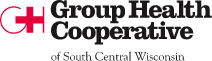 Group Health
Cooperative
of South Central Wisconsin